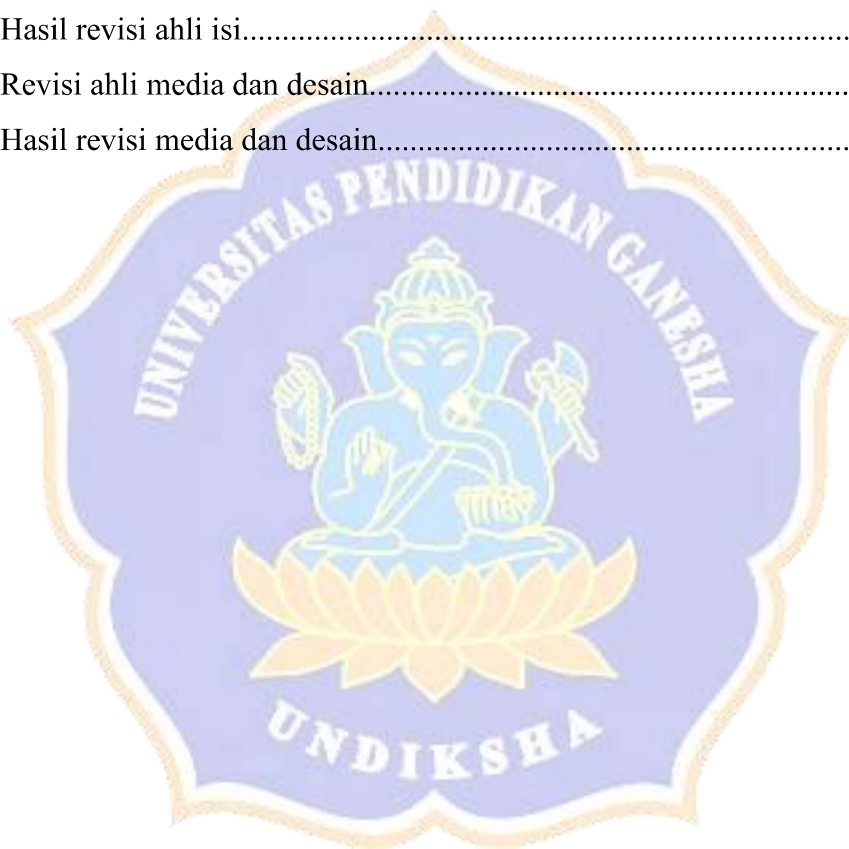 Hasil revisi ahli isi................................................................................
Revisi ahli media dan desain.............................................................
Hasil revisi media dan desain............................................................
UNIVERSITAS PENDIDIKAN GANESHA
UNDIKSHA